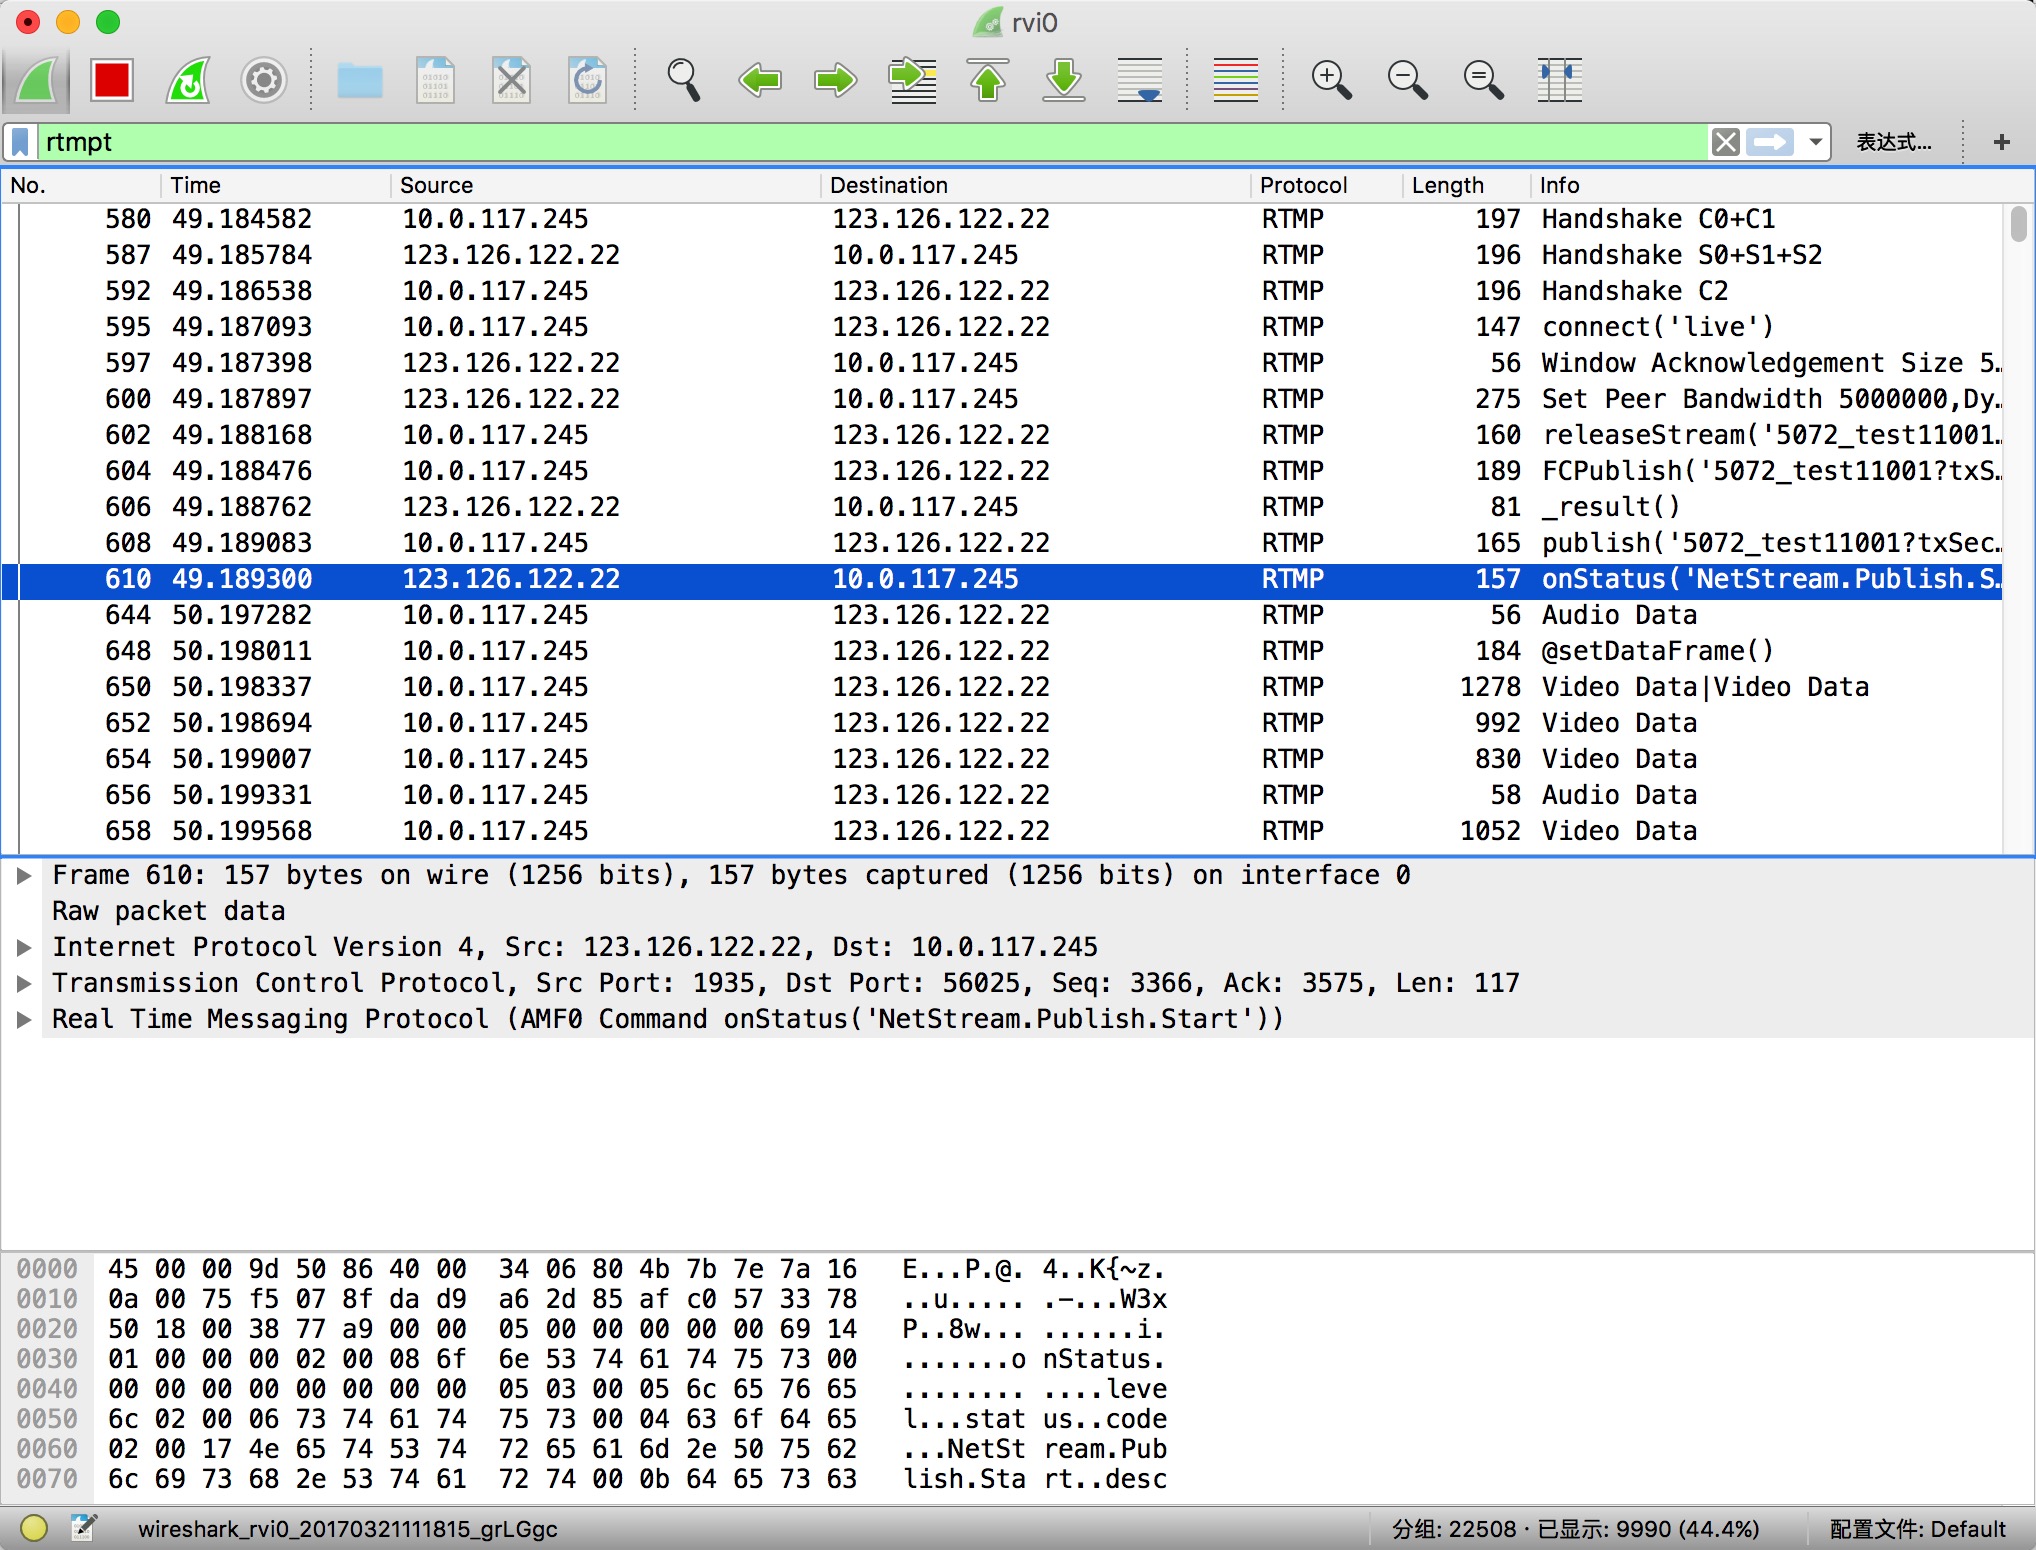 rvi0
rtmpt
表达式...
+
No. Time Source Destination Protocol Length Info
580 49.184582 10.0.117.245 123.126.122.22 RTMP 197 Handshake C0+C1
587 49.185784 123.126.122.22 10.0.117.245 RTMP 196 Handshake S0+S1+S2
592 49.186538 10.0.117.245 123.126.122.22 RTMP 196 Handshake C2
595 49.187093 10.0.117.245 123.126.122.22 RTMP 147 connect('live')
597 49.187398 123.126.122.22 10.0.117.245 RTMP 56 Window Acknowledgement Size 5…
600 49.187897 123.126.122.22 10.0.117.245 RTMP 275 Set Peer Bandwidth 5000000,Dy…
602 49.188168 10.0.117.245 123.126.122.22 RTMP 160 releaseStream('5072_test11001…
604 49.188476 10.0.117.245 123.126.122.22 RTMP 189 FCPublish('5072_test11001?txS…
606 49.188762 123.126.122.22 10.0.117.245 RTMP 81 _result()
608 49.189083 10.0.117.245 123.126.122.22 RTMP 165 publish('5072_test11001?txSec…
610 49.189300 123.126.122.22 10.0.117.245 RTMP 157 onStatus('NetStream.Publish.S…
644 50.197282 10.0.117.245 123.126.122.22 RTMP 56 Audio Data
648 50.198011 10.0.117.245 123.126.122.22 RTMP 184 @setDataFrame()
650 50.198337 10.0.117.245 123.126.122.22 RTMP 1278 Video Data|Video Data
652 50.198694 10.0.117.245 123.126.122.22 RTMP 992 Video Data
654 50.199007 10.0.117.245 123.126.122.22 RTMP 830 Video Data
656 50.199331 10.0.117.245 123.126.122.22 RTMP 58 Audio Data
658 50.199568 10.0.117.245 123.126.122.22 RTMP 1052 Video Data
Frame 610: 157 bytes on wire (1256 bits), 157 bytes captured (1256 bits) on interface 0
Raw packet data
Internet Protocol Version 4, Src: 123.126.122.22, Dst: 10.0.117.245
Transmission Control Protocol, Src Port: 1935, Dst Port: 56025, Seq: 3366, Ack: 3575, Len: 117
Real Time Messaging Protocol (AMF0 Command onStatus('NetStream.Publish.Start'))
0000 45 00 00 9d 50 86 40 00 34 06 80 4b 7b 7e 7a 16 E...P.@. 4..K{~z.
0010 0a 00 75 f5 07 8f da d9 a6 2d 85 af c0 57 33 78 ..u..... .-...W3x
0020 50 18 00 38 77 a9 00 00 05 00 00 00 00 00 69 14 P..8w... ......i.
0030 01 00 00 00 02 00 08 6f 6e 53 74 61 74 75 73 00 .......o nStatus.
0040 00 00 00 00 00 00 00 00 05 03 00 05 6c 65 76 65 ........ ....leve
0050 6c 02 00 06 73 74 61 74 75 73 00 04 63 6f 64 65 l...stat us..code
0060 02 00 17 4e 65 74 53 74 72 65 61 6d 2e 50 75 62 ...NetSt ream.Pub
0070 6c 69 73 68 2e 53 74 61 72 74 00 0b 64 65 73 63 lish.Sta rt..desc
wireshark_rvi0_20170321111815_grLGgc
分组: 22508 · 已显示: 9990 (44.4%)
配置文件: Default